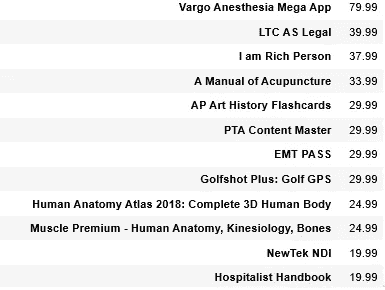 Vargo Anesthesia Mega App 79.99
LTC AS Legal 39.99
I am Rich Person 37.99
A Manual of Acupuncture 33.99
AP Art History Flashcards 29.99
PTA Content Master 29.99
EMT PASS 29.99
Golfshot Plus: Golf GPS 29.99
Human Anatomy Atlas 2018: Complete 3D Human Body 24.99
Muscle Premium - Human Anatomy, Kinesiology, Bones 24.99
NewTek NDI 19.99
Hospitalist Handbook 19.99